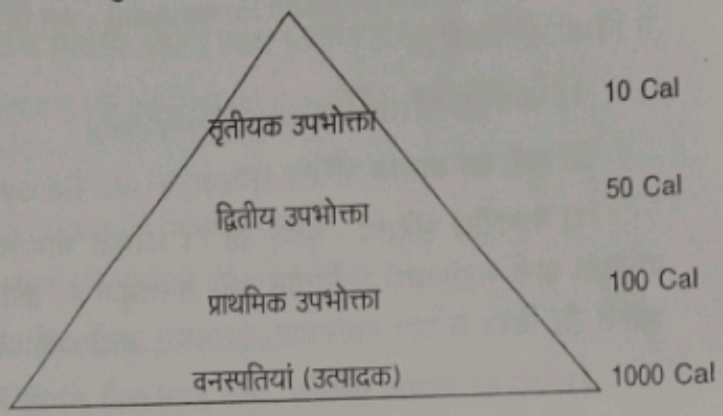 10 Cal
तृतीयक उपभोक्ता
50 Cal
द्वितीय उपभोक्ता
100 Cal
प्राथमिक उपभोक्ता
वनस्पतियां (उत्पादक)
1000 Cal